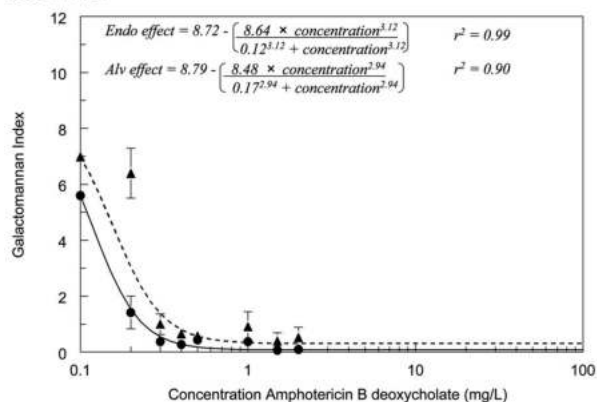 12
10
8
6
4
2
0
Galactomannan Index
Endo effect = 8.72 - (8.64 × concentration^3.12 / 0.12^3.12 + concentration^3.12) r² = 0.99
Alv effect = 8.79 - (8.48 × concentration^2.94 / 0.17^2.94 + concentration^2.94) r² = 0.90
0.1 1 10 100
Concentration Amphotericin B deoxycholate (mg/L)